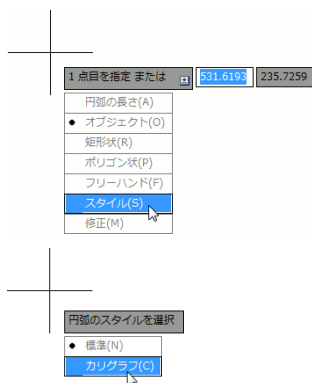 1 点目を指定 または 531.6193 235.7259
円弧の長さ(A)
オブジェクト(O)
矩形状(R)
ポリゴン状(P)
フリーハンド(F)
スタイル(S)
修正(M)
円弧のスタイルを選択
標準(N)
カリグラフ(C)